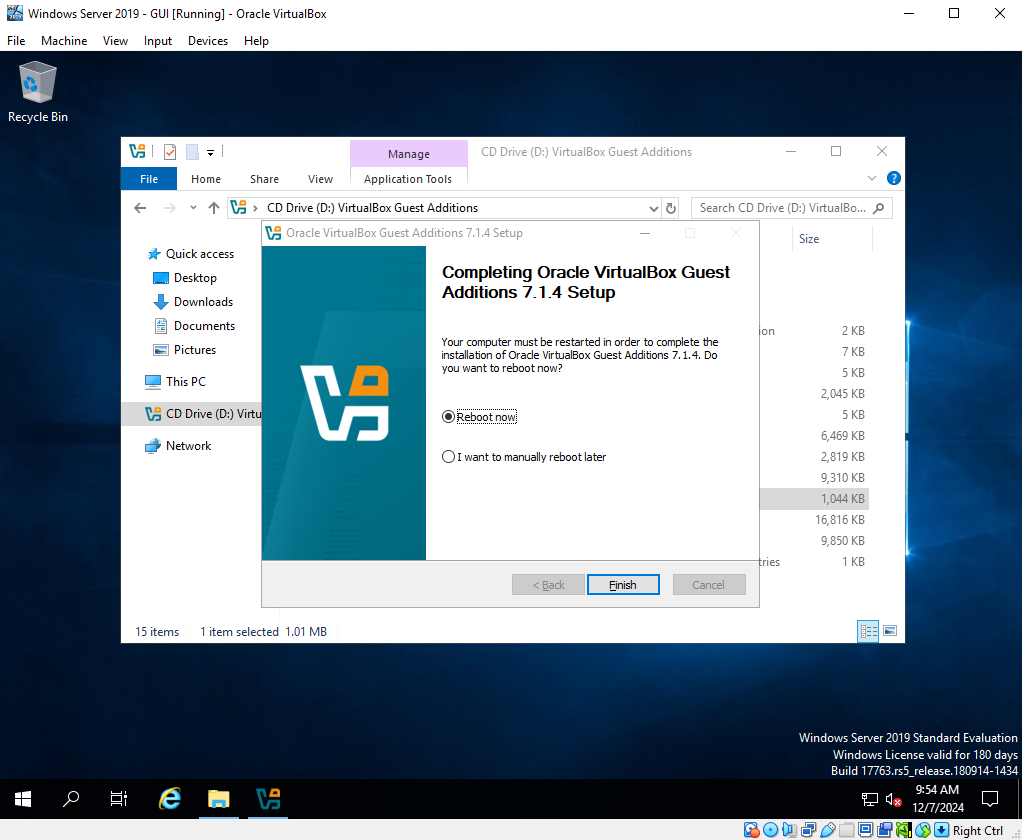 Windows Server 2019 - GUI [Running] - Oracle VirtualBox
File Machine View Input Devices Help
Recycle Bin
Manage CD Drive (D:) VirtualBox Guest Additions
File Home Share View Application Tools
CD Drive (D:) VirtualBox Guest Additions Search CD Drive (D:) VirtualBo...
Oracle VirtualBox Guest Additions 7.1.4 Setup
Size
Quick access
Desktop
Downloads
Documents
Pictures
This PC
CD Drive (D:) Virtu
Network
Completing Oracle VirtualBox Guest
Additions 7.1.4 Setup
Your computer must be restarted in order to complete the
installation of Oracle VirtualBox Guest Additions 7.1.4. Do
you want to reboot now?
Reboot now
I want to manually reboot later
< Back Finish Cancel
ion 2 KB
7 KB
5 KB
2,045 KB
5 KB
6,469 KB
2,819 KB
9,310 KB
1,044 KB
16,816 KB
9,850 KB
tries 1 KB
15 items 1 item selected 1.01 MB
Windows Server 2019 Standard Evaluation
Windows License valid for 180 days
Build 17763.rs5_release.180914-1434
9:54 AM
12/7/2024
Right Ctrl